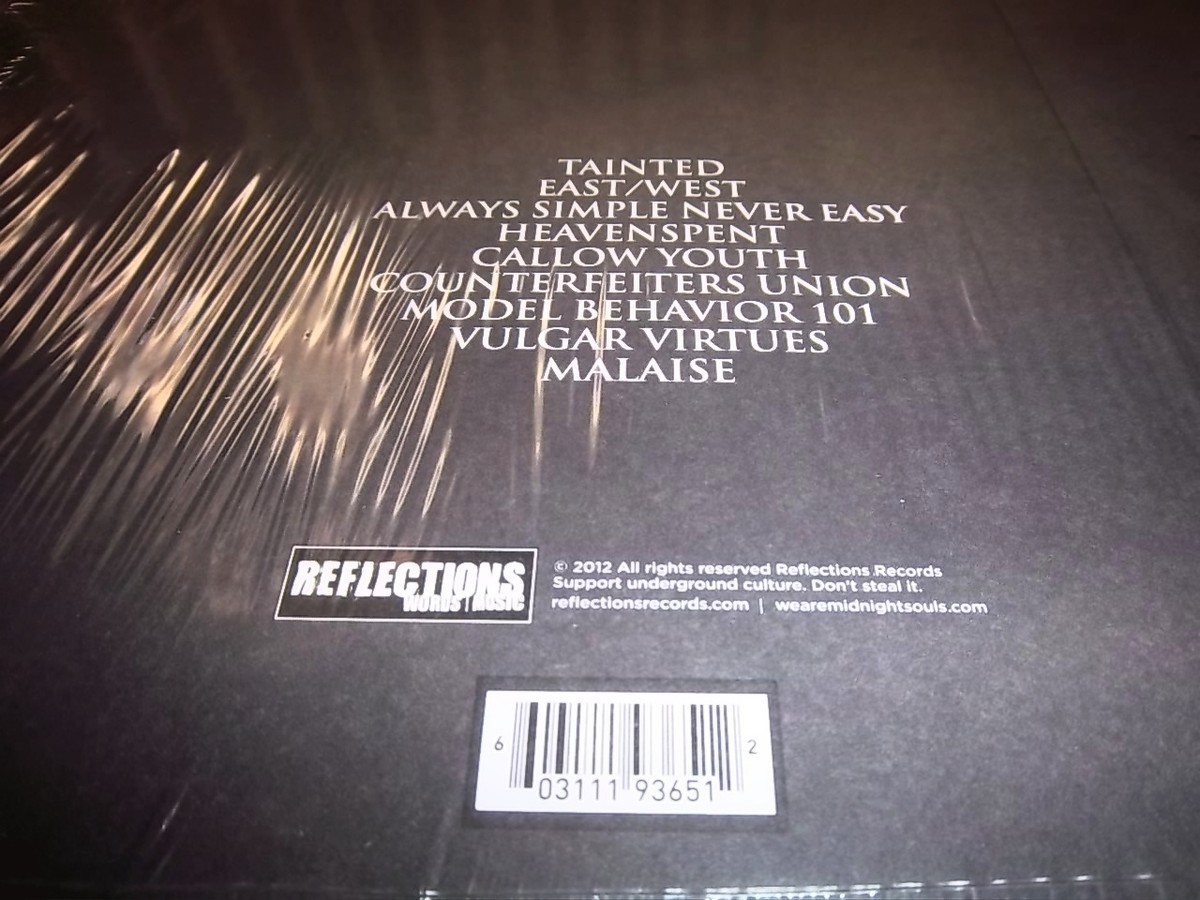 TAINTED
EAST/WEST
ALWAYS SIMPLE NEVER EASY
HEAVENSPENT
CALLOW YOUTH
COUNTERFEITERS UNION
MODEL BEHAVIOR 101
VULGAR VIRTUES
MALAISE
REFLECTIONS
WORDS | MUSIC
© 2012 All rights reserved Reflections Records
Support underground culture. Don't steal it.
reflectionsrecords.com | wearemidnightsouls.com
6 03111 93651 2